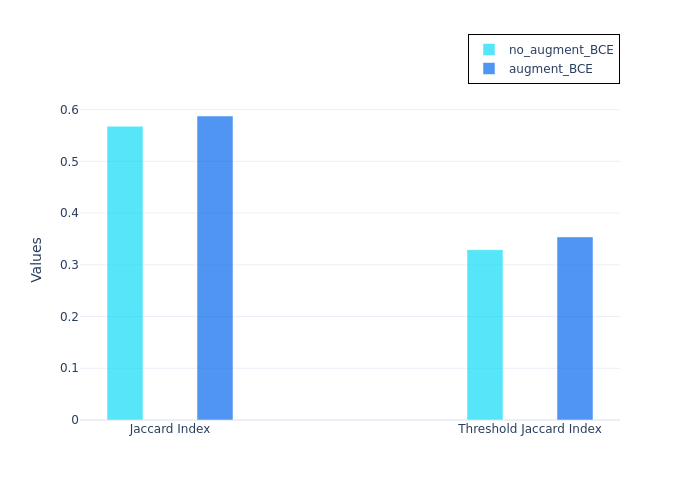 no_augment_BCE
augment_BCE
0.6
0.5
0.4
0.3
0.2
0.1
0
Values
Jaccard Index
Threshold Jaccard Index